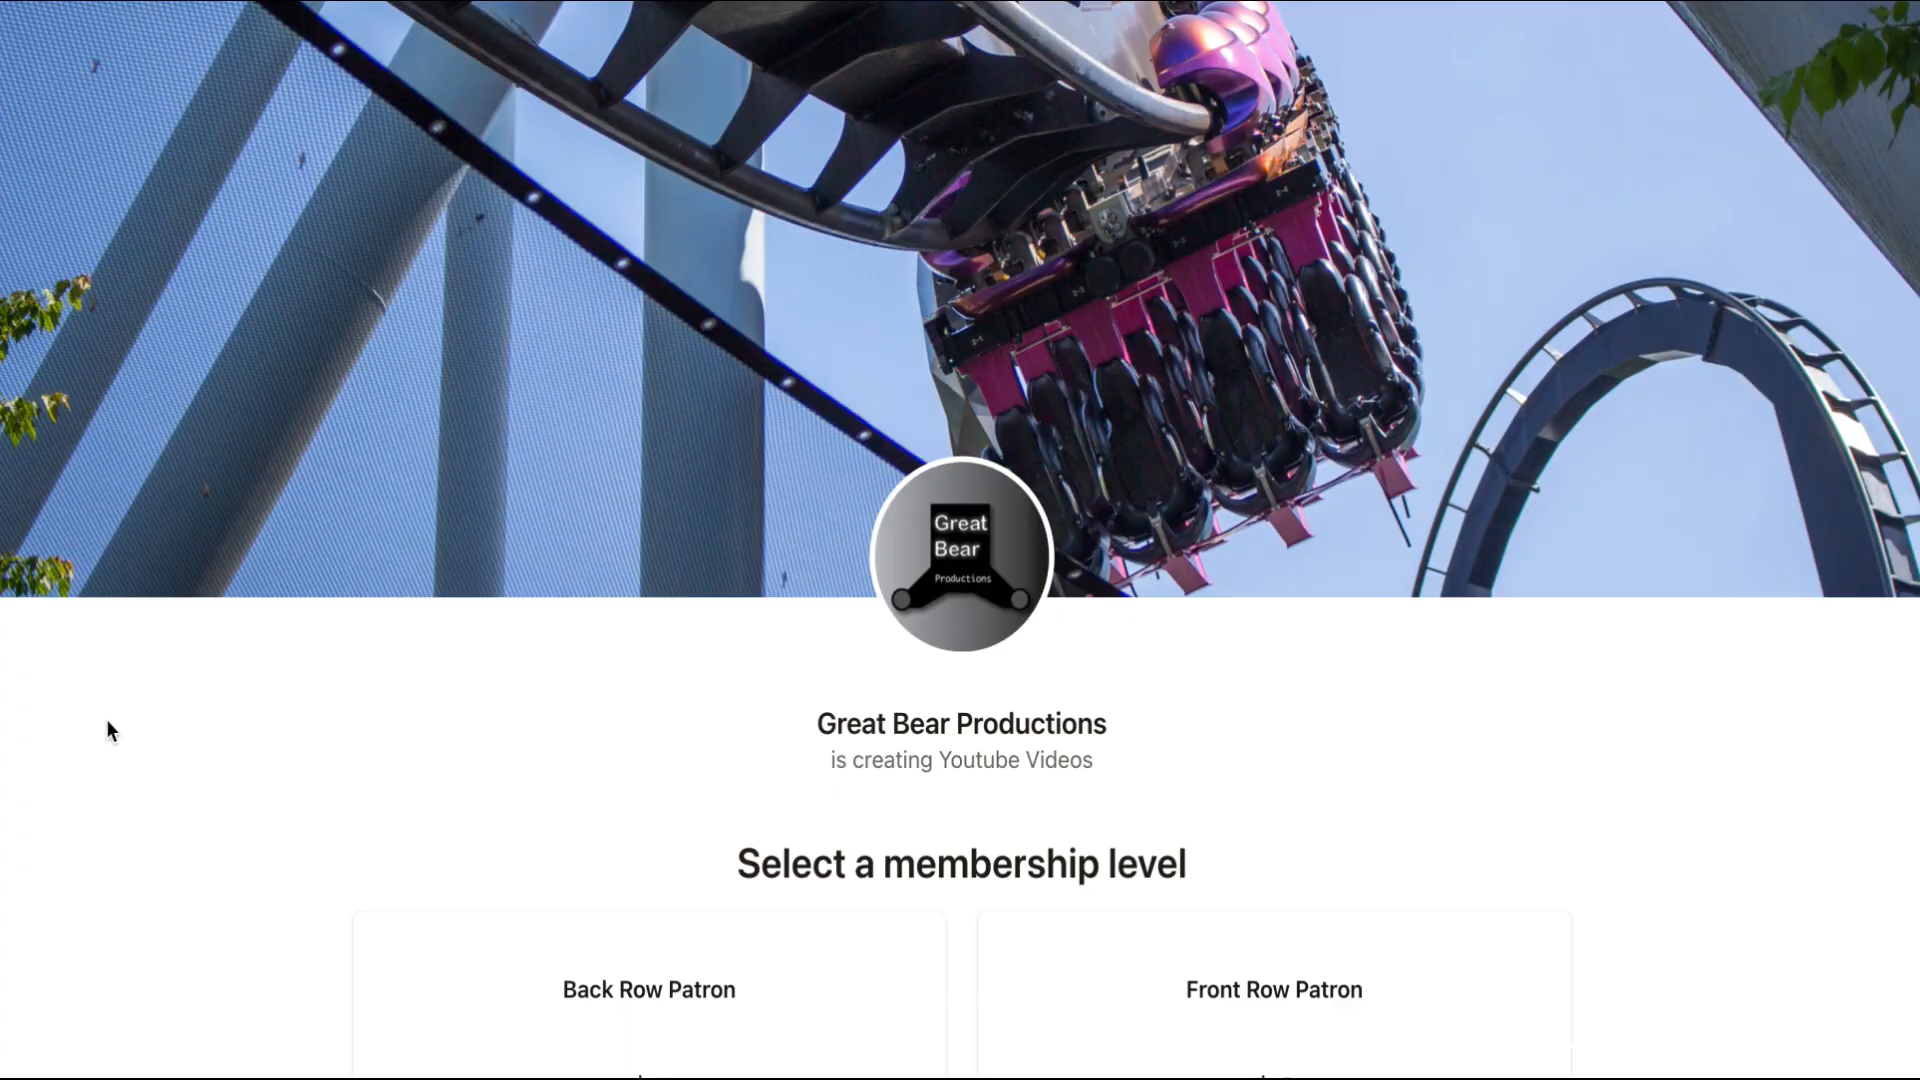 Great
Bear
Productions
Great Bear Productions
is creating Youtube Videos
Select a membership level
Back Row Patron
Front Row Patron